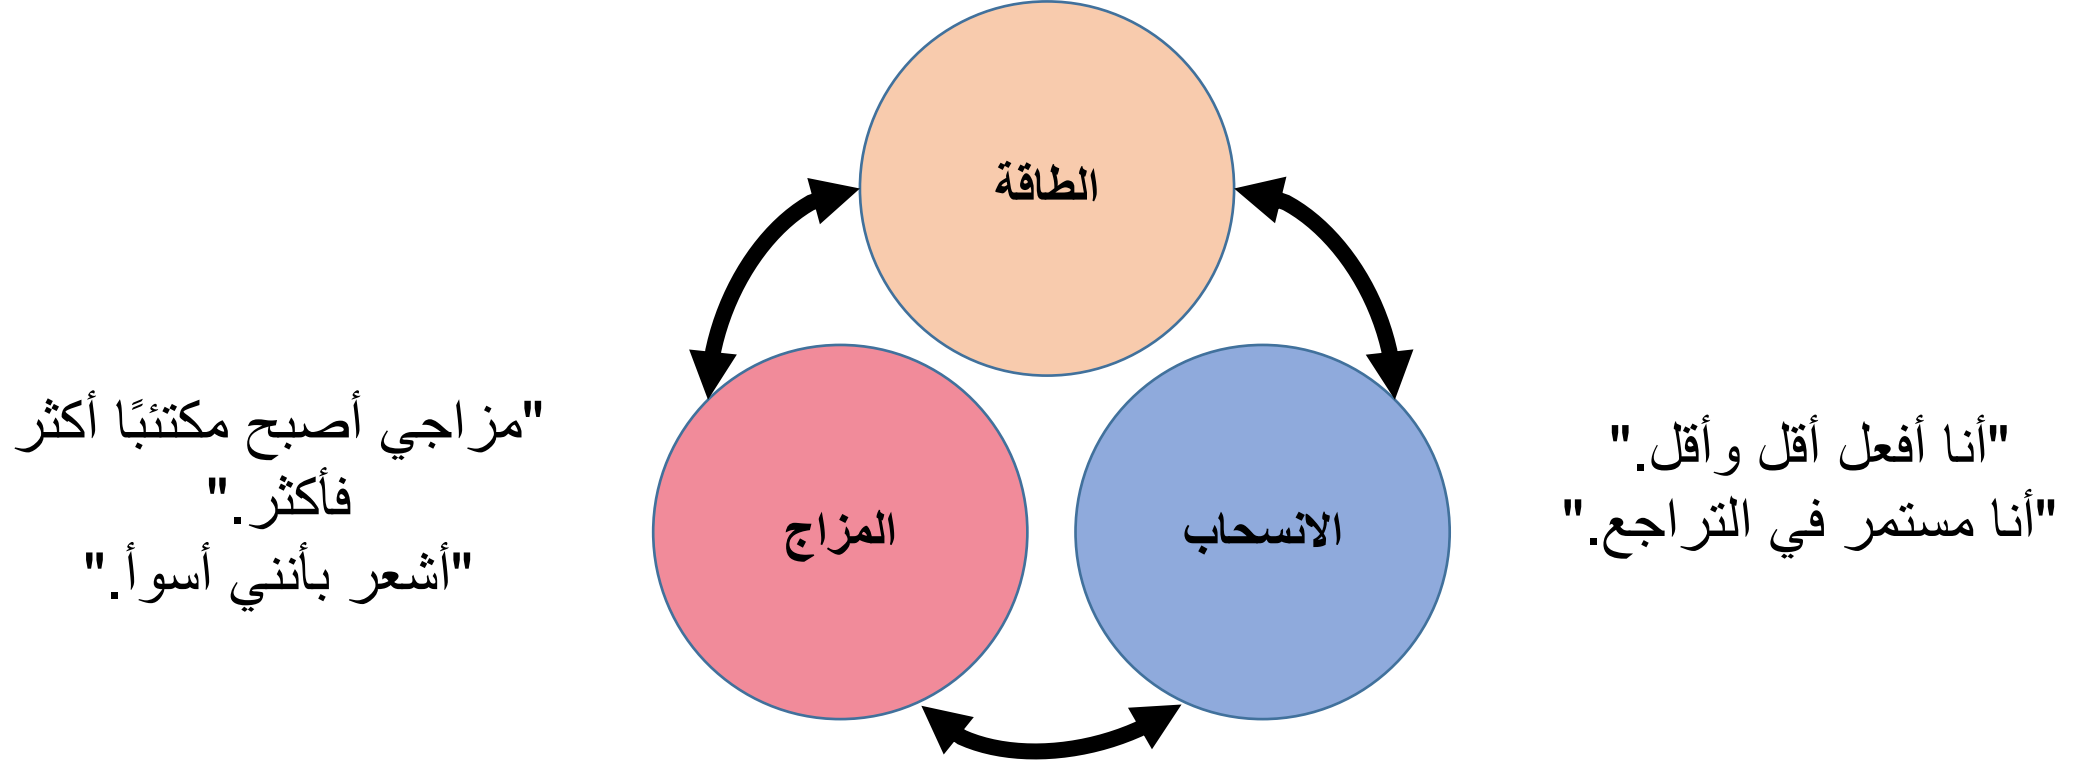 الطاقة
"أنا أفعل أقل وأقل."
"أنا مستمر في التراجع."
الانسحاب
المزاج
"مزاجي أصبح مكتئبًا أكثر
فأكثر."
"أشعر بأنني أسوأ."